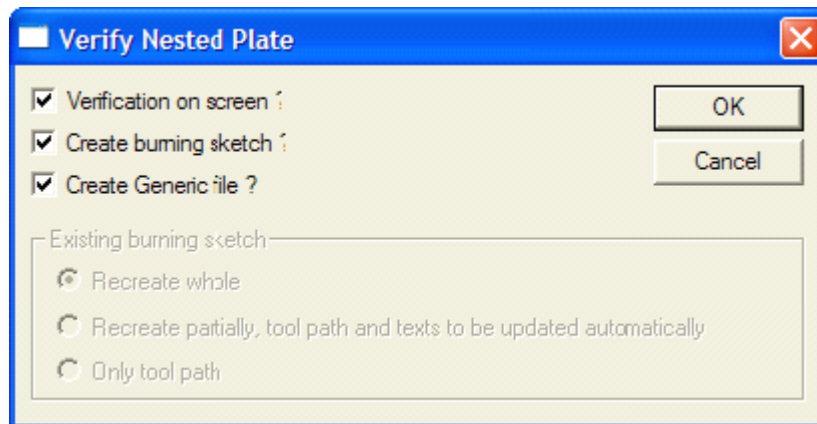 Verify Nested Plate
Verification on screen ?
OK
Create burning sketch ?
Cancel
Create Generic file ?
Existing burning sketch
Recreate whole
Recreate partially, tool path and texts to be updated automatically
Only tool path